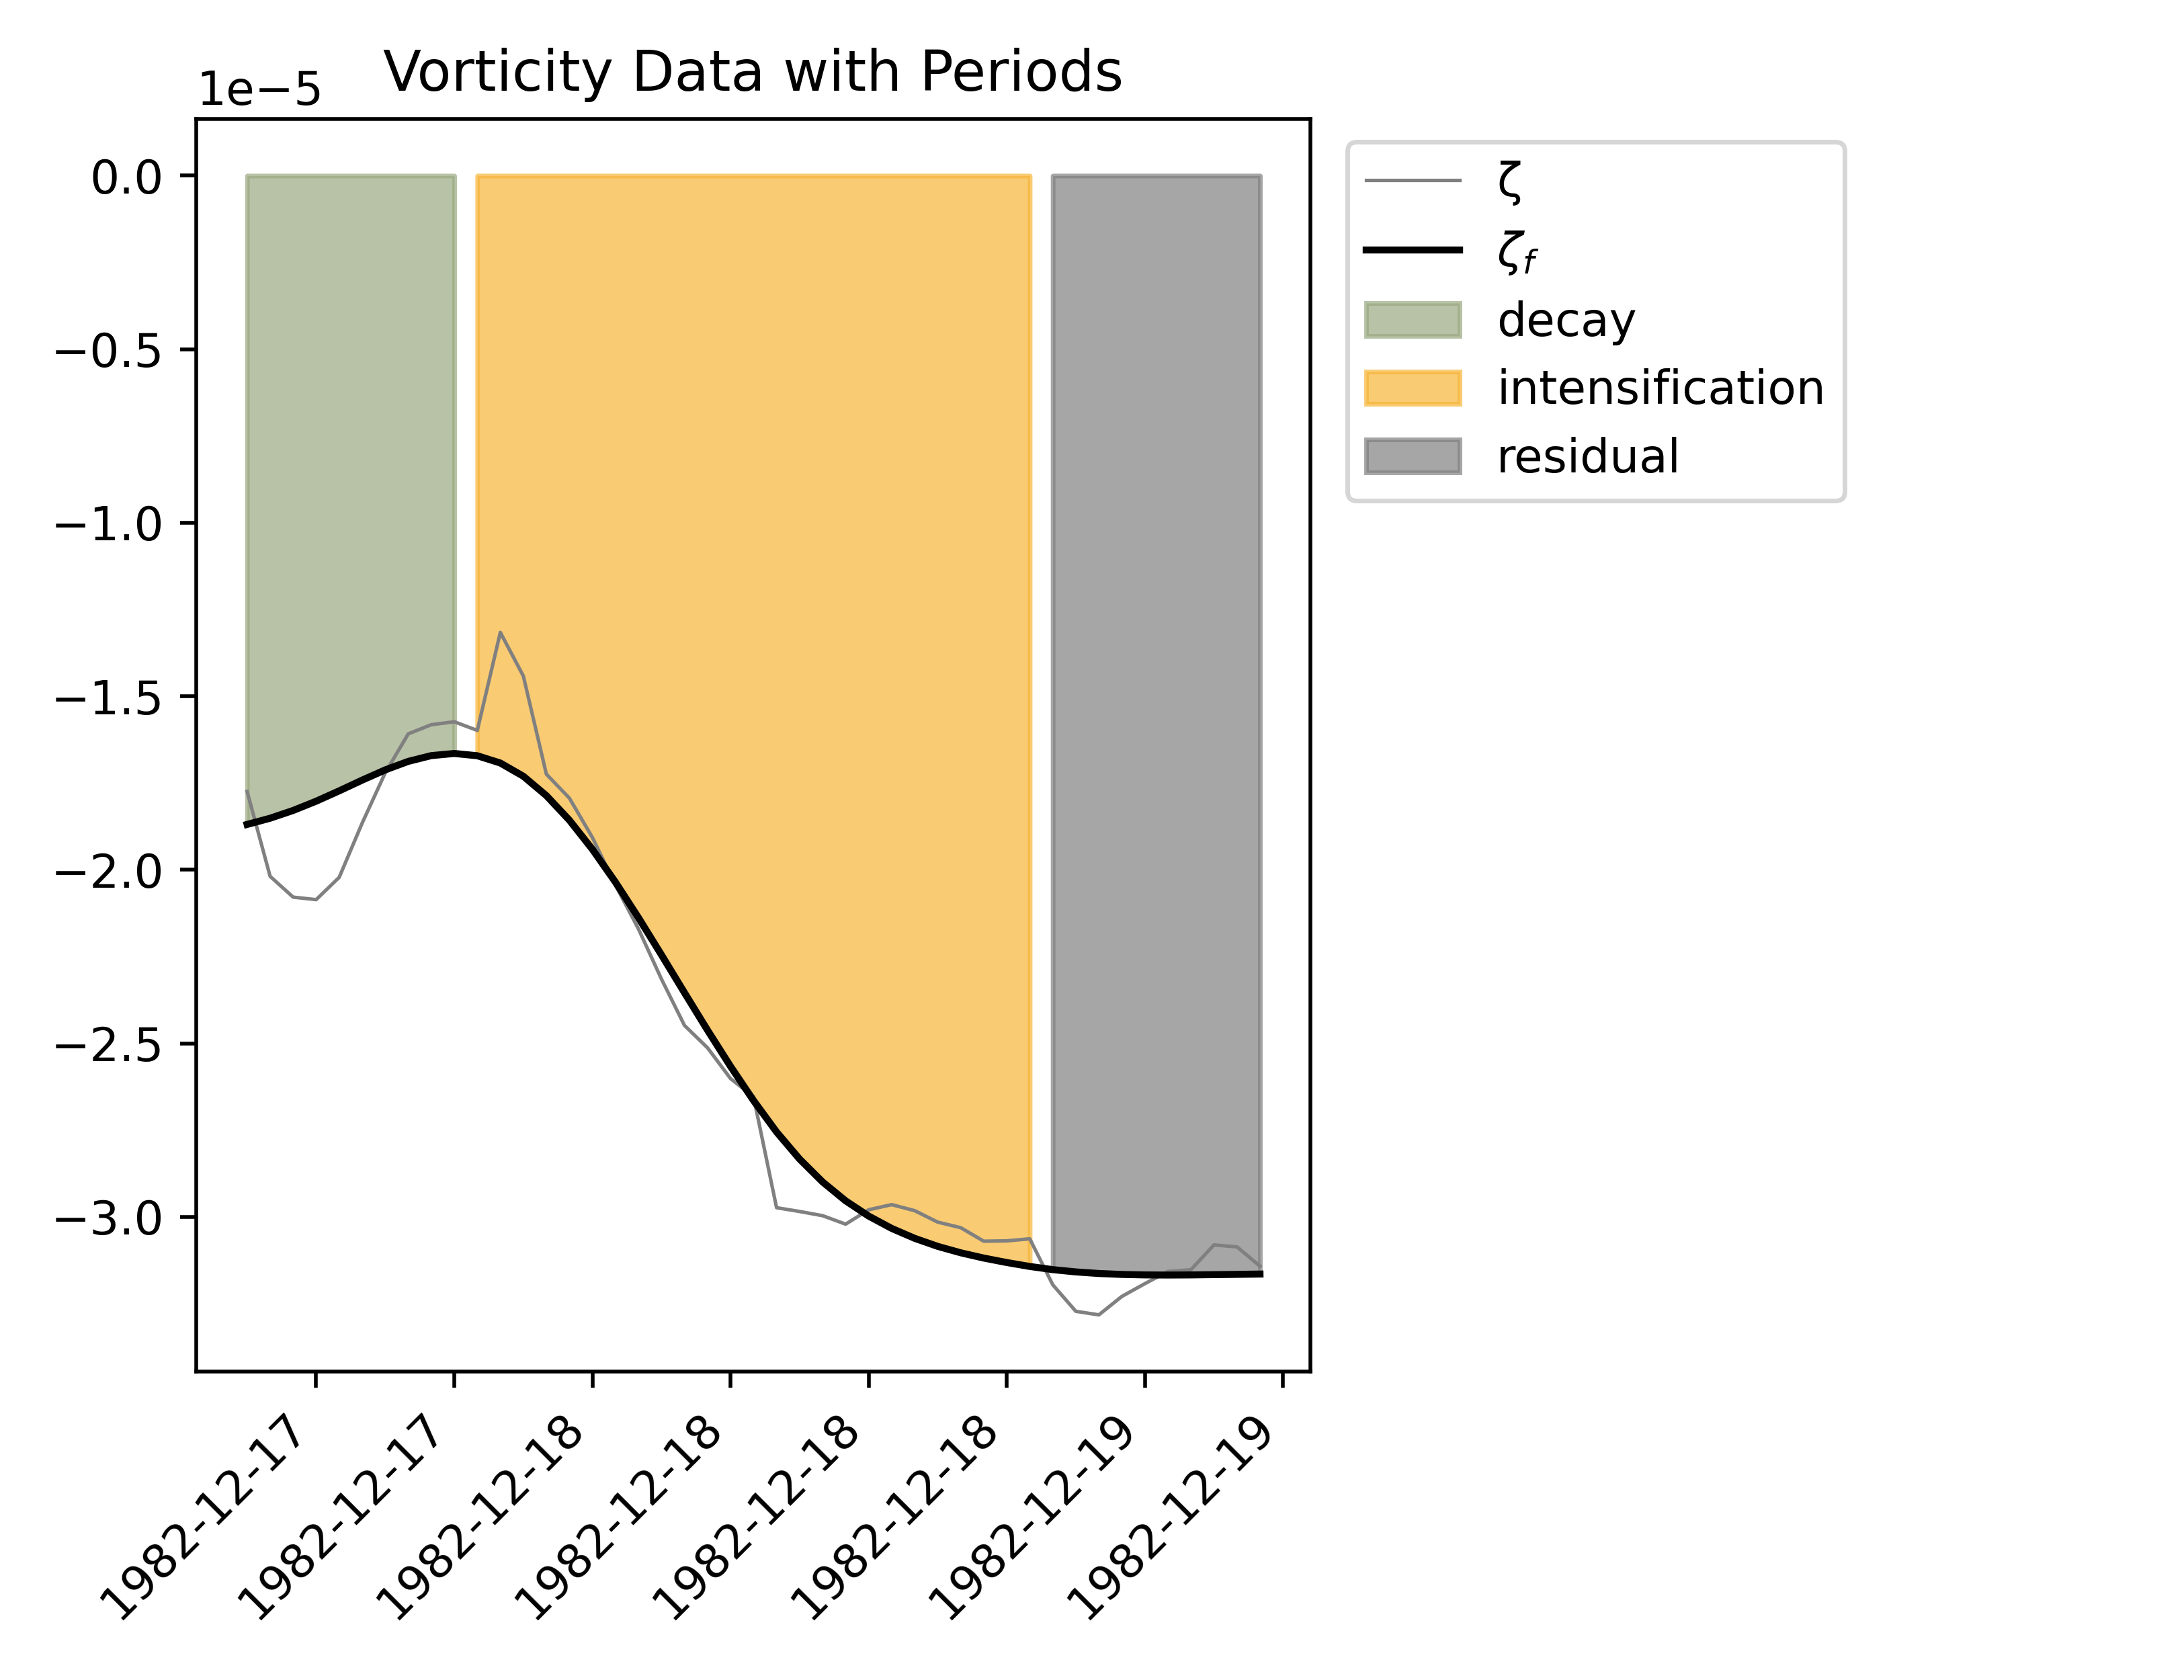 Vorticity Data with Periods
1e−5
0.0
−0.5
−1.0
−1.5
−2.0
−2.5
−3.0
1982-12-17
1982-12-17
1982-12-18
1982-12-18
1982-12-18
1982-12-18
1982-12-19
1982-12-19
ζ
ζf
decay
intensification
residual